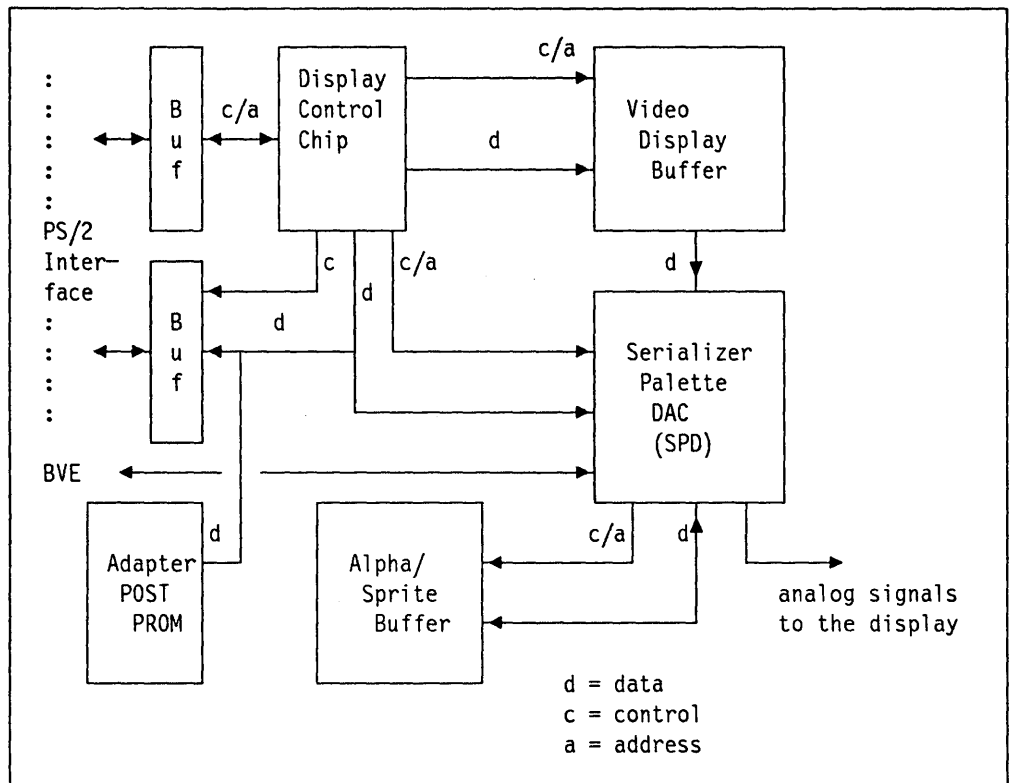 c/a
Display
Control
Chip
B
u
f
c/a
d
Video
Display
Buffer
:
:
:
:
:
PS/2
Inter-
face
:
:
:
:
c
c/a
d
d
d
B
u
f
Serializer
Palette
DAC
(SPD)
BVE
d
Adapter
POST
PROM
Alpha/
Sprite
Buffer
c/a
d
analog signals
to the display
d = data
c = control
a = address